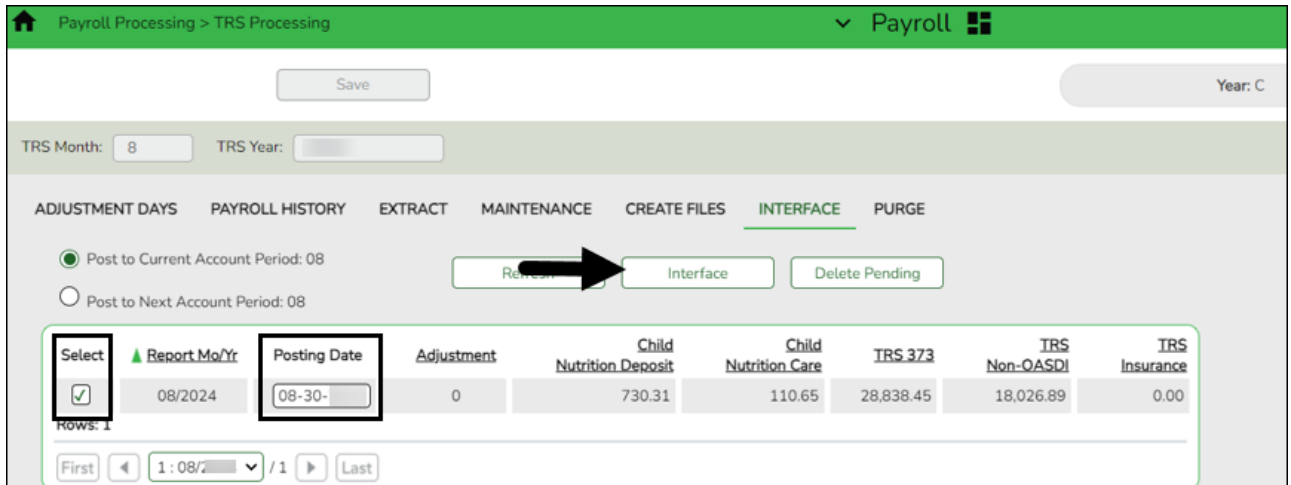 Payroll Processing > TRS Processing
Payroll
Save
Year: C
TRS Month: 8 TRS Year:
ADJUSTMENT DAYS PAYROLL HISTORY EXTRACT MAINTENANCE CREATE FILES INTERFACE PURGE
Post to Current Account Period: 08
Interface Delete Pending
Post to Next Account Period: 08
Select Report Mo/Yr Posting Date Adjustment Child Nutrition Deposit Child Nutrition Care TRS 373 TRS Non-OASDI TRS Insurance
08/2024 08-30- 0 730.31 110.65 28,838.45 18,026.89 0.00
Rows: 1
First 1 : 08/ / 1 Last